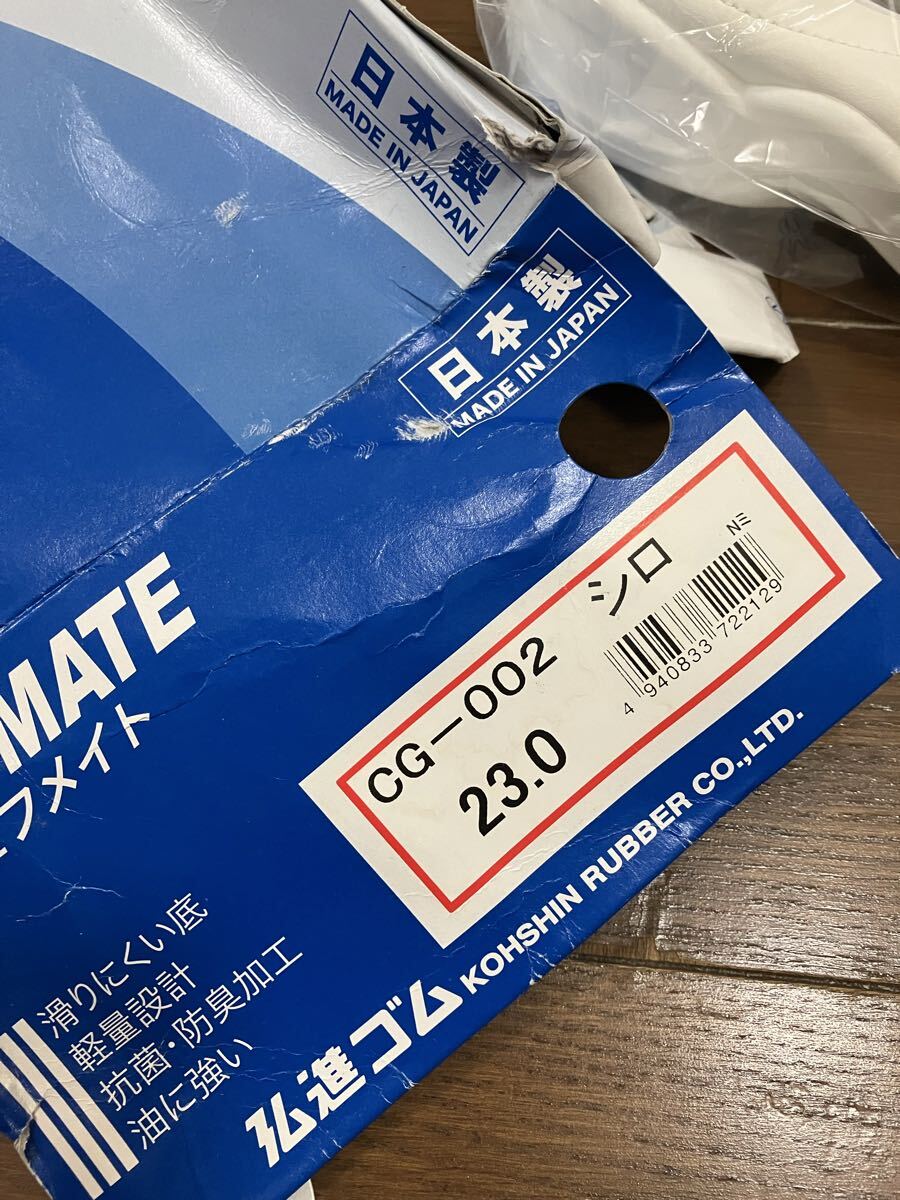 日本製
MADE IN JAPAN
日本製
MADE IN JAPAN
MATE
フメイト
CG-002 シロ
23.0
NΞ
4 940833 722129
滑りにくい底
軽量設計
抗菌・防臭加工
油に強い
弘進ゴム KOHSHIN RUBBER CO.,LTD.